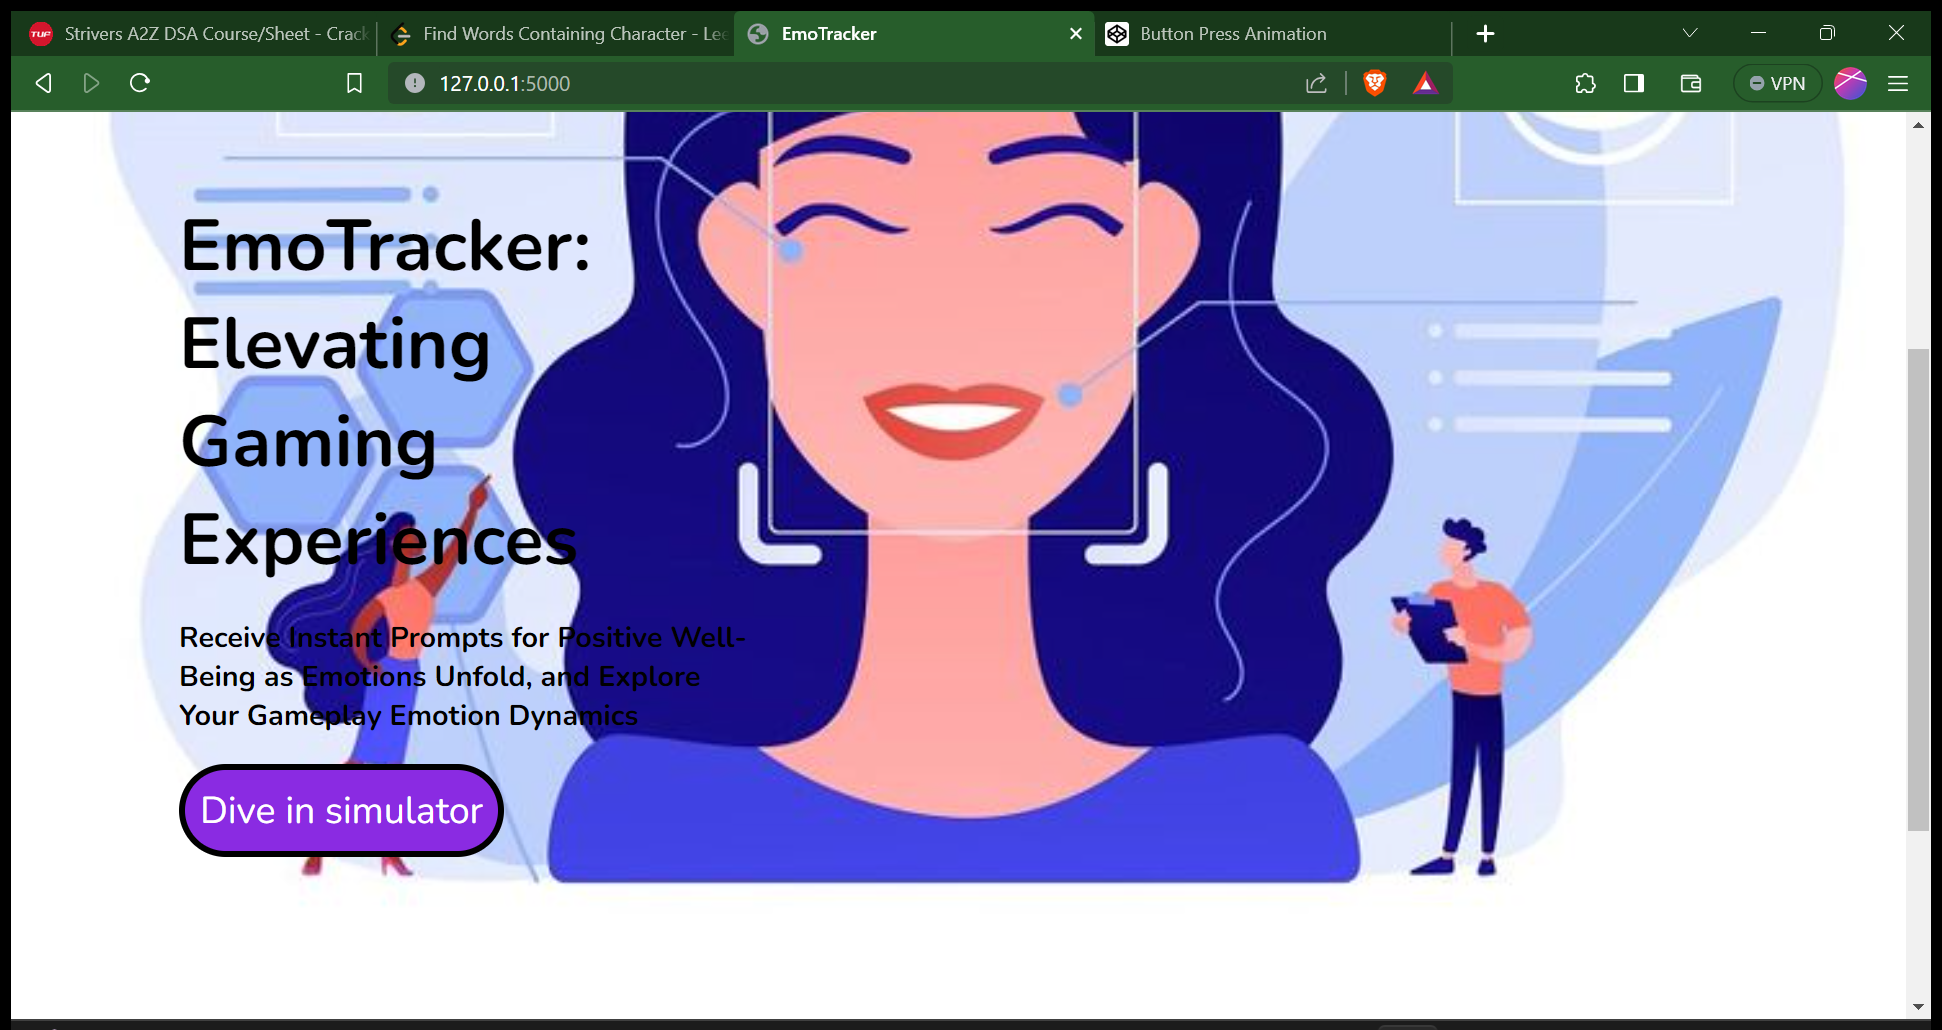 TUF Strivers A2Z DSA Course/Sheet - Crack
Find Words Containing Character - Lee
EmoTracker
Button Press Animation
127.0.0.1:5000
VPN
EmoTracker:
Elevating
Gaming
Experiences
Receive Instant Prompts for Positive Well-
Being as Emotions Unfold, and Explore
Your Gameplay Emotion Dynamics
Dive in simulator